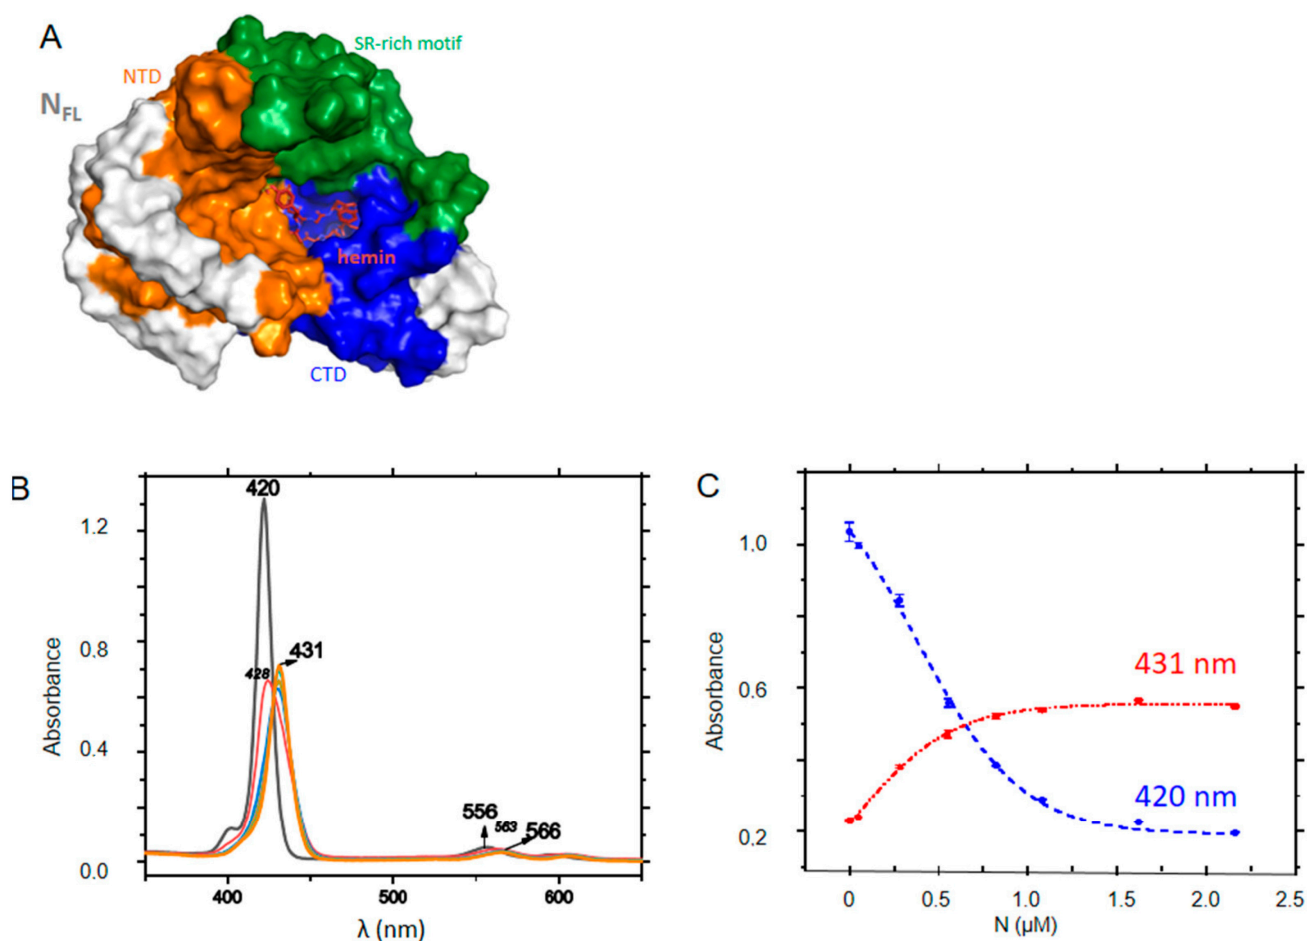 A
SR-rich motif
NTD
N_FL
hemin
CTD
B
420
1.2
0.8
431
428
Absorbance
0.4
556
563
566
0.0
400
500
600
λ (nm)
C
1.0
431 nm
0.6
Absorbance
420 nm
0.2
0
0.5
1.0
1.5
2.0
2.5
N (µM)